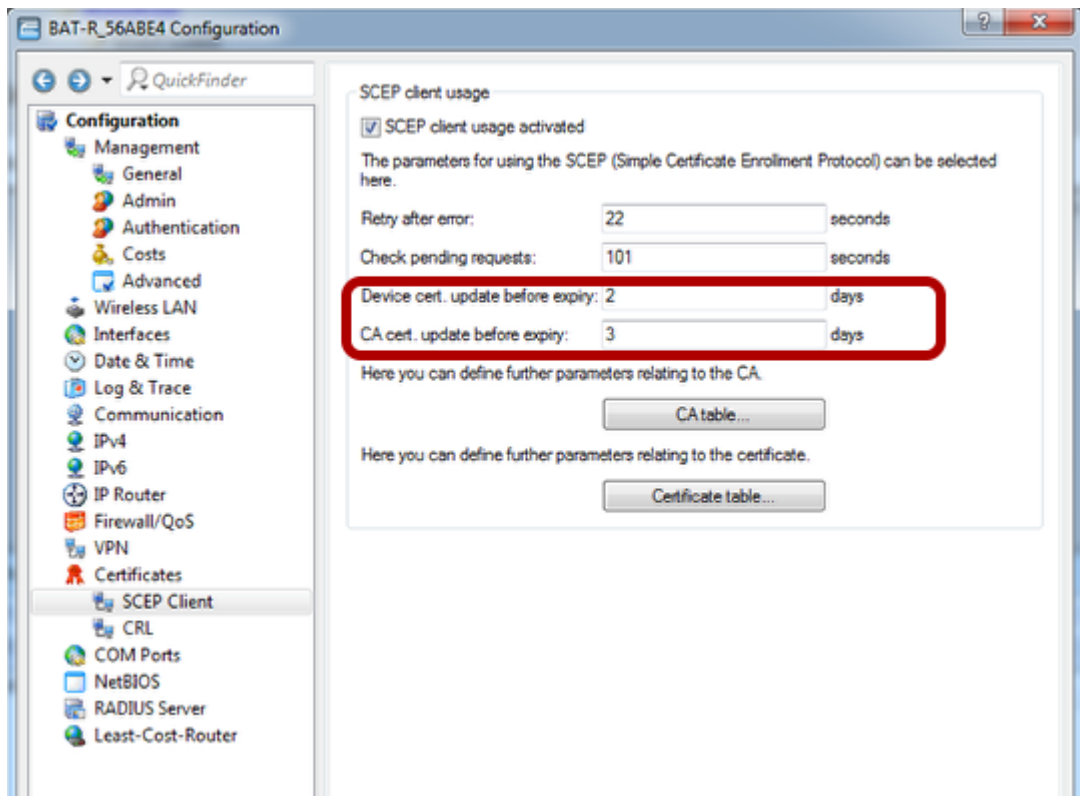 BAT-R_56ABE4 Configuration
QuickFinder
Configuration
Management
General
Admin
Authentication
Costs
Advanced
Wireless LAN
Interfaces
Date & Time
Log & Trace
Communication
IPv4
IPv6
IP Router
Firewall/QoS
VPN
Certificates
SCEP Client
CRL
COM Ports
NetBIOS
RADIUS Server
Least-Cost-Router
SCEP client usage
SCEP client usage activated
The parameters for using the SCEP (Simple Certificate Enrollment Protocol) can be selected
here.
Retry after error: 22 seconds
Check pending requests: 101 seconds
Device cert. update before expiry: 2 days
CA cert. update before expiry: 3 days
Here you can define further parameters relating to the CA.
CA table...
Here you can define further parameters relating to the certificate.
Certificate table...